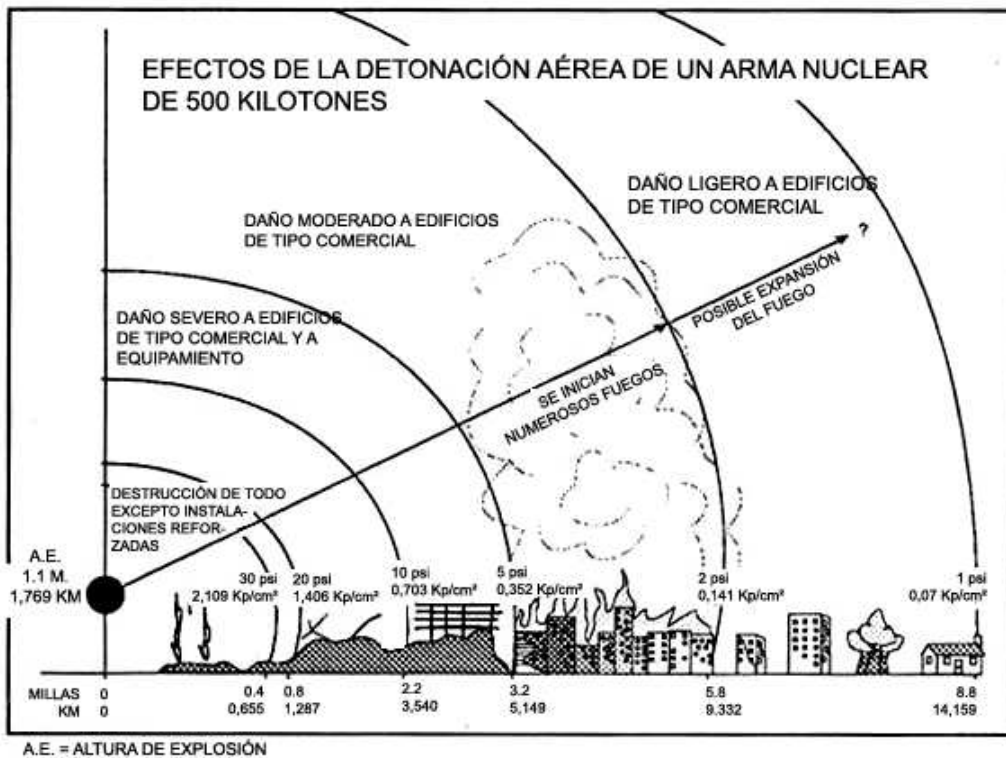 EFECTOS DE LA DETONACIÓN AÉREA DE UN ARMA NUCLEAR
DE 500 KILOTONES
DAÑO LIGERO A EDIFICIOS
DE TIPO COMERCIAL
DAÑO MODERADO A EDIFICIOS
DE TIPO COMERCIAL
?
POSIBLE EXPANSIÓN
DEL FUEGO
DAÑO SEVERO A EDIFICIOS
DE TIPO COMERCIAL Y A
EQUIPAMIENTO
SE INICIAN
NUMEROSOS FUEGOS
DESTRUCCIÓN DE TODO
EXCEPTO INSTALA-
CIONES REFOR-
ZADAS
A.E.
1.1 M.
1,769 KM
30 psi
2,109 Kp/cm²
20 psi
1,406 Kp/cm²
10 psi
0,703 Kp/cm²
5 psi
0,352 Kp/cm²
2 psi
0,141 Kp/cm²
1 psi
0,07 Kp/cm²
MILLAS 0 0.4 0.8 2.2 3.2 5.8 8.8
KM 0 0,655 1,287 3,540 5,149 9.332 14,159
A.E. = ALTURA DE EXPLOSIÓN